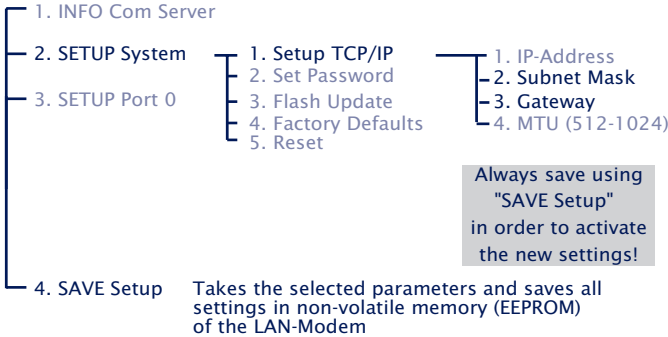 1. INFO Com Server
2. SETUP System
1. Setup TCP/IP
1. IP-Address
2. Set Password
2. Subnet Mask
3. SETUP Port 0
3. Flash Update
3. Gateway
4. Factory Defaults
4. MTU (512-1024)
5. Reset
Always save using
"SAVE Setup"
in order to activate
the new settings!
4. SAVE Setup
Takes the selected parameters and saves all
settings in non-volatile memory (EEPROM)
of the LAN-Modem